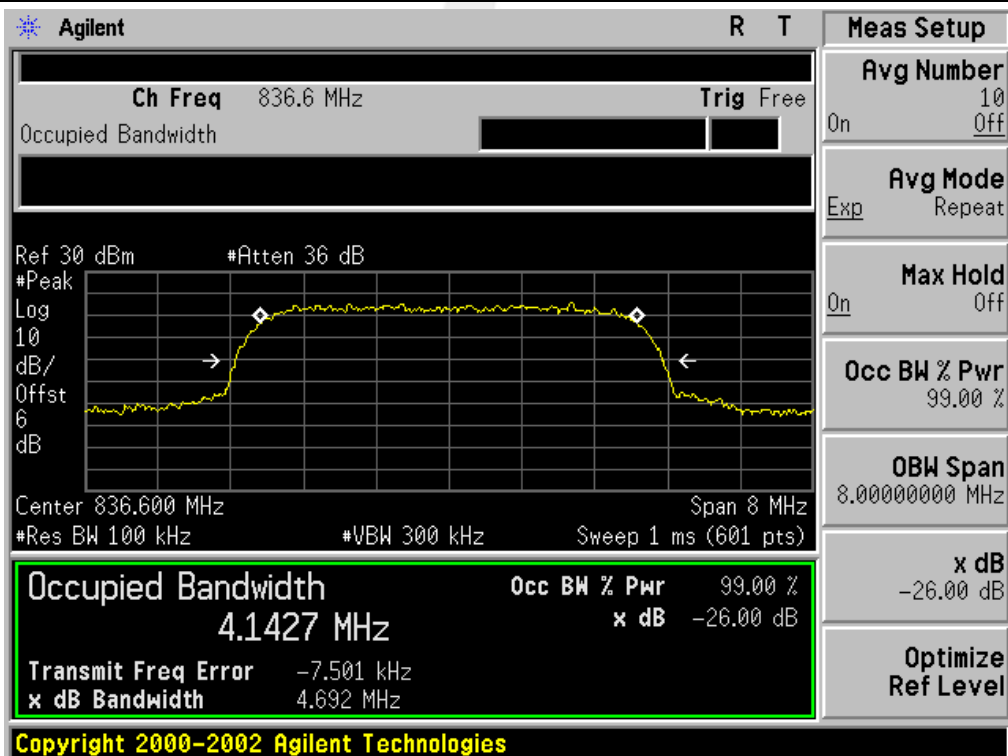 Agilent R T
Ch Freq 836.6 MHz Trig Free
Occupied Bandwidth
Ref 30 dBm #Atten 36 dB
#Peak
Log
10
dB/
Offst
6
dB
Center 836.600 MHz Span 8 MHz
#Res BW 100 kHz #VBW 300 kHz Sweep 1 ms (601 pts)
Occupied Bandwidth
4.1427 MHz
Occ BW % Pwr 99.00 %
x dB -26.00 dB
Transmit Freq Error -7.501 kHz
x dB Bandwidth 4.692 MHz
Copyright 2000-2002 Agilent Technologies
Meas Setup
Avg Number
10
On Off
Avg Mode
Exp Repeat
Max Hold
On Off
Occ BW % Pwr
99.00 %
OBW Span
8.00000000 MHz
x dB
-26.00 dB
Optimize
Ref Level